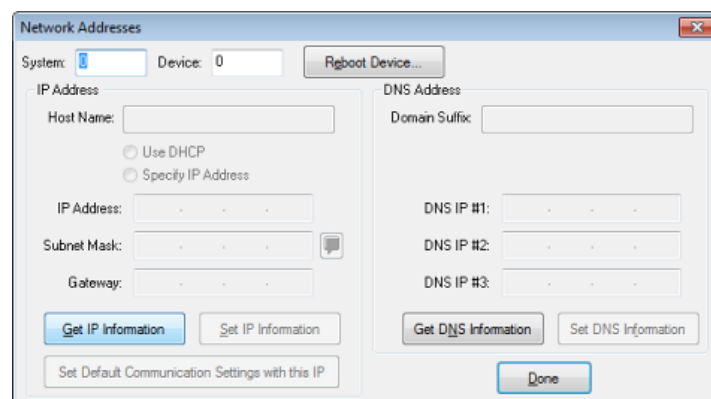 Network Addresses
System: 0 Device: 0 Reboot Device...
IP Address
Host Name:
Use DHCP
Specify IP Address
IP Address:
Subnet Mask:
Gateway:
Get IP Information Set IP Information
Set Default Communication Settings with this IP
DNS Address
Domain Suffix:
DNS IP #1:
DNS IP #2:
DNS IP #3:
Get DNS Information Set DNS Information
Done